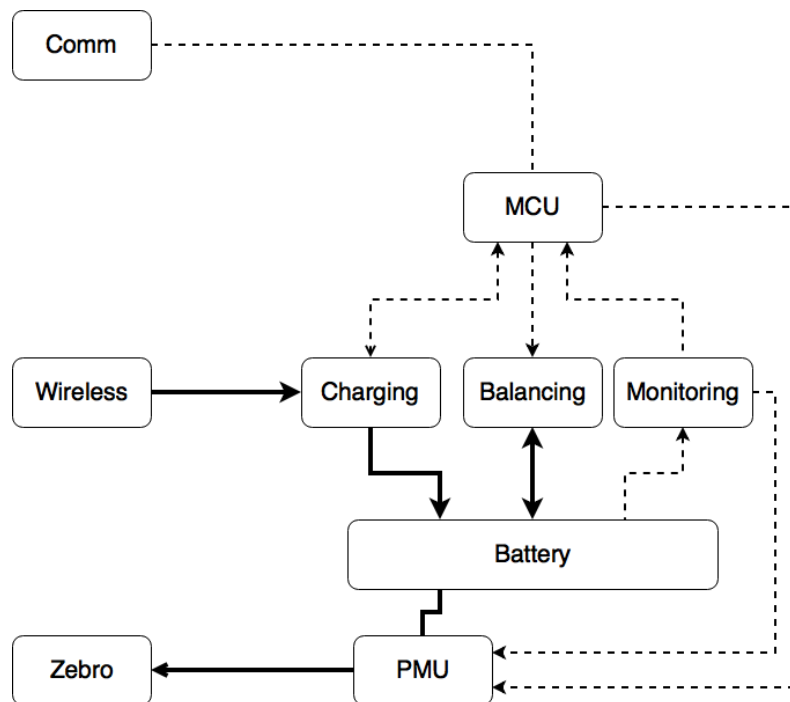 Comm
MCU
Wireless
Charging
Balancing
Monitoring
Battery
Zebro
PMU